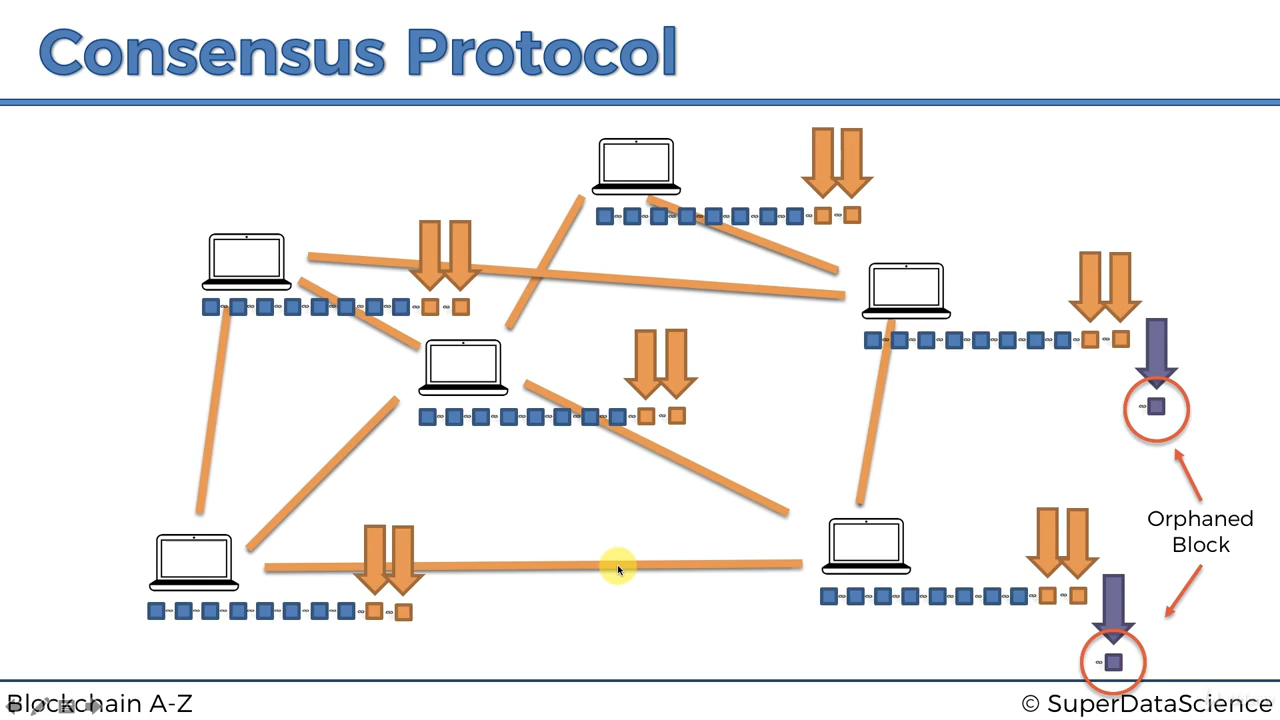 Consensus Protocol
Orphaned
Block
Blockchain A-Z
© SuperDataScience